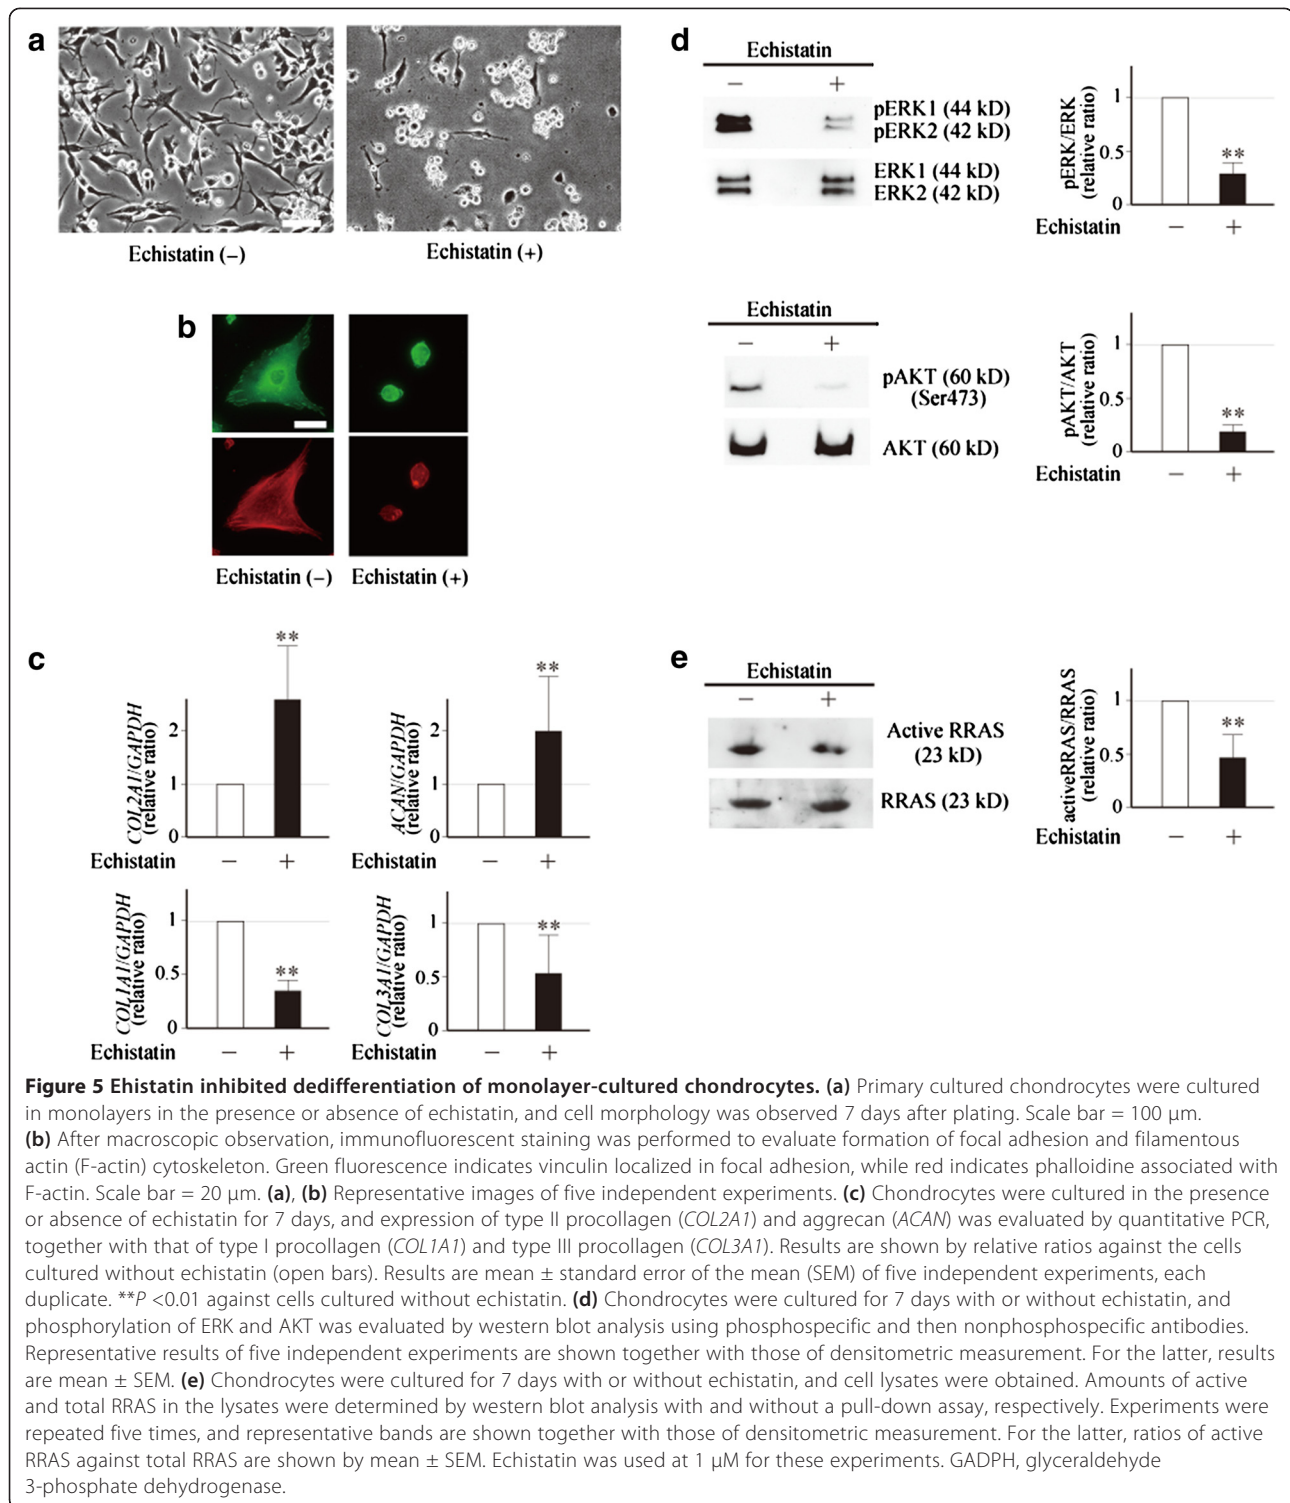 a
Echistatin (−)
Echistatin (+)
b
Echistatin (−)
Echistatin (+)
c
COL2A1/GAPDH
(relative ratio)
2
1
0
**
Echistatin − +
ACAN/GAPDH
(relative ratio)
2
1
0
**
Echistatin − +
COL1A1/GAPDH
(relative ratio)
1
0.5
0
**
Echistatin − +
COL3A1/GAPDH
(relative ratio)
1
0.5
0
**
Echistatin − +
d
Echistatin
− +
pERK1 (44 kD)
pERK2 (42 kD)
ERK1 (44 kD)
ERK2 (42 kD)
pERK/ERK
(relative ratio)
1
0.5
0
**
Echistatin − +
Echistatin
− +
pAKT (60 kD)
(Ser473)
AKT (60 kD)
pAKT/AKT
(relative ratio)
1
0.5
0
**
Echistatin − +
e
Echistatin
− +
Active RRAS
(23 kD)
RRAS (23 kD)
activeRRAS/RRAS
(relative ratio)
1
0.5
0
**
Echistatin − +
Figure 5 Ehistatin inhibited dedifferentiation of monolayer-cultured chondrocytes. (a) Primary cultured chondrocytes were cultured
in monolayers in the presence or absence of echistatin, and cell morphology was observed 7 days after plating. Scale bar = 100 μm.
(b) After macroscopic observation, immunofluorescent staining was performed to evaluate formation of focal adhesion and filamentous
actin (F-actin) cytoskeleton. Green fluorescence indicates vinculin localized in focal adhesion, while red indicates phalloidine associated with
F-actin. Scale bar = 20 μm. (a), (b) Representative images of five independent experiments. (c) Chondrocytes were cultured in the presence
or absence of echistatin for 7 days, and expression of type II procollagen (COL2A1) and aggrecan (ACAN) was evaluated by quantitative PCR,
together with that of type I procollagen (COL1A1) and type III procollagen (COL3A1). Results are shown by relative ratios against the cells
cultured without echistatin (open bars). Results are mean ± standard error of the mean (SEM) of five independent experiments, each
duplicate. **P <0.01 against cells cultured without echistatin. (d) Chondrocytes were cultured for 7 days with or without echistatin, and
phosphorylation of ERK and AKT was evaluated by western blot analysis using phosphospecific and then nonphosphospecific antibodies.
Representative results of five independent experiments are shown together with those of densitometric measurement. For the latter, results
are mean ± SEM. (e) Chondrocytes were cultured for 7 days with or without echistatin, and cell lysates were obtained. Amounts of active
and total RRAS in the lysates were determined by western blot analysis with and without a pull-down assay, respectively. Experiments were
repeated five times, and representative bands are shown together with those of densitometric measurement. For the latter, ratios of active
RRAS against total RRAS are shown by mean ± SEM. Echistatin was used at 1 μM for these experiments. GADPH, glyceraldehyde
3-phosphate dehydrogenase.